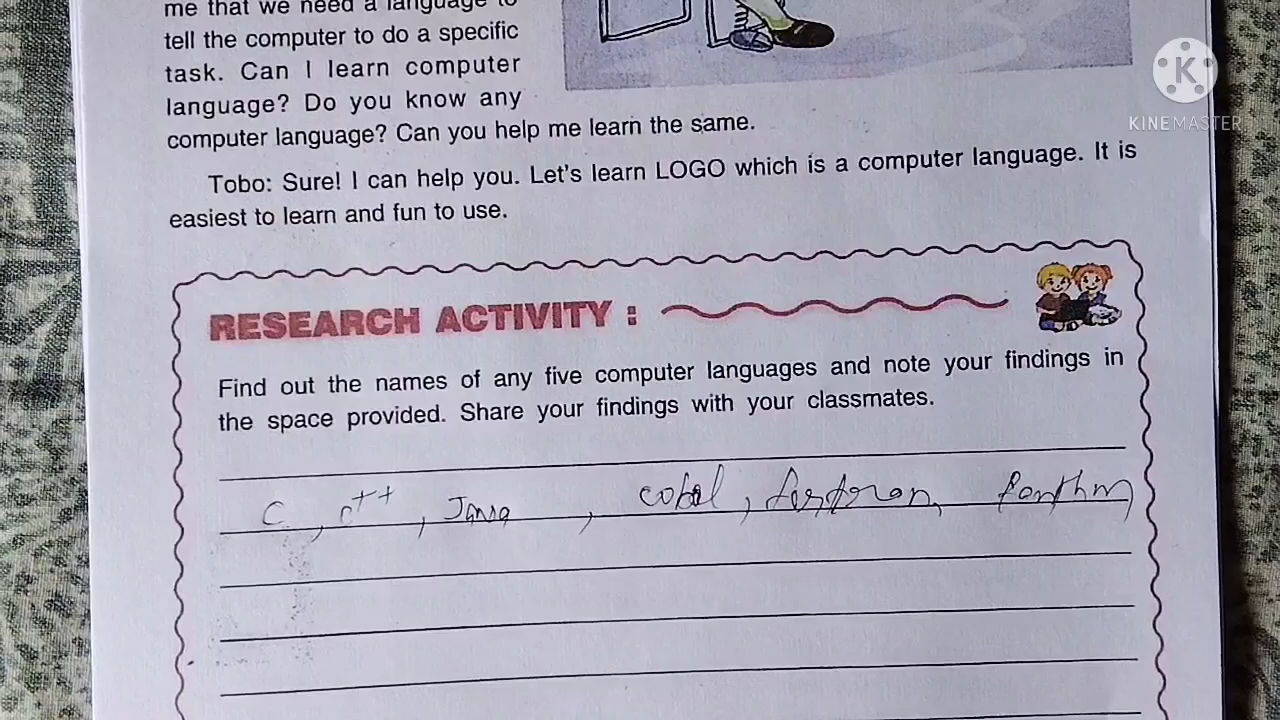 me that we need a language to
tell the computer to do a specific
task. Can I learn computer
language? Do you know any
computer language? Can you help me learn the same.
KINEMASTER
Tobo: Sure! I can help you. Let's learn LOGO which is a computer language. It is
easiest to learn and fun to use.
RESEARCH ACTIVITY :
Find out the names of any five computer languages and note your findings in
the space provided. Share your findings with your classmates.
C, c++, Java, cobal,